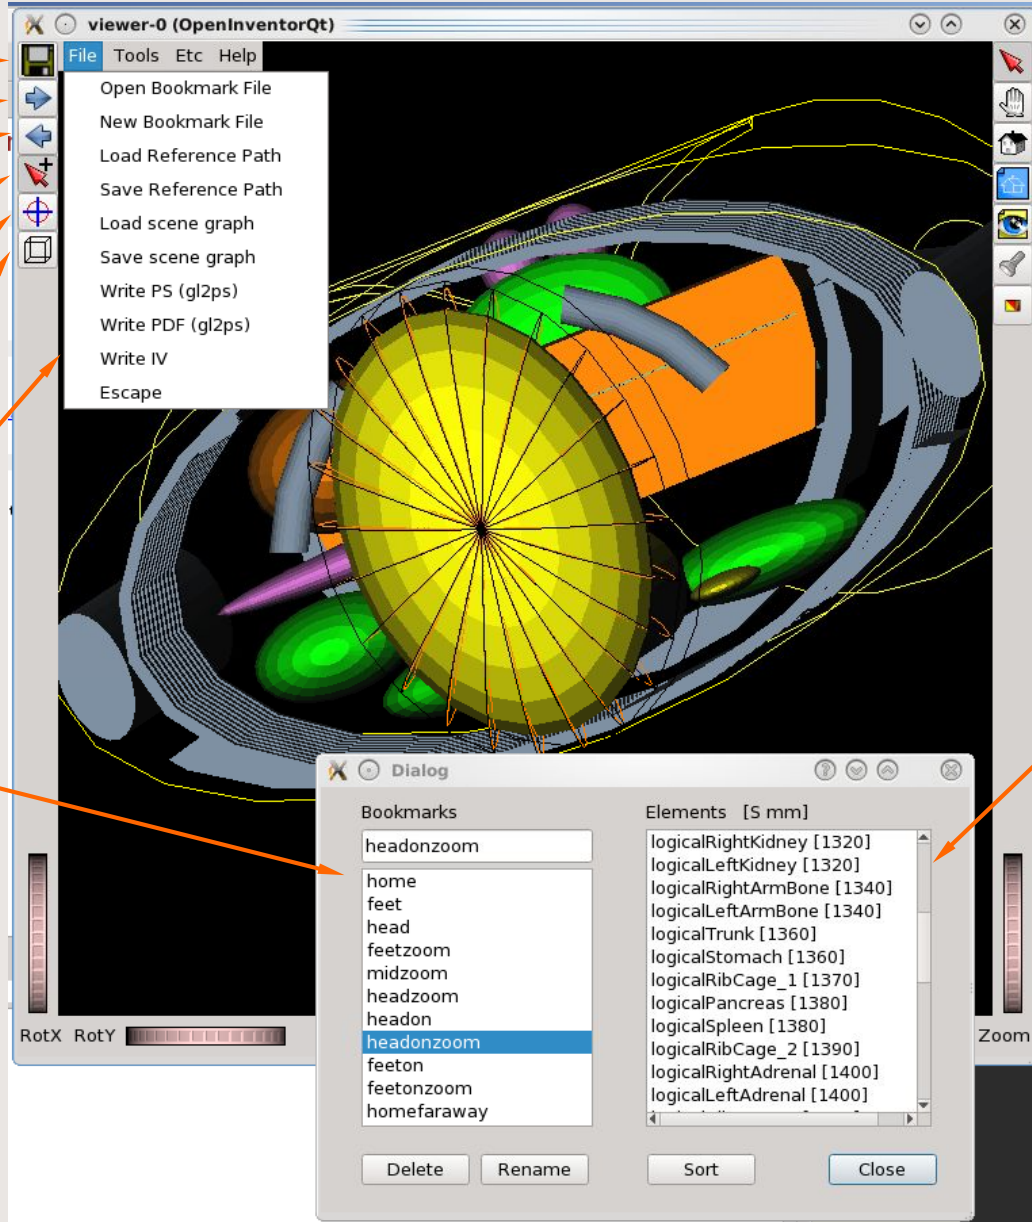 viewer-0 (OpenInventorQt)
File Tools Etc Help
Open Bookmark File
New Bookmark File
Load Reference Path
Save Reference Path
Load scene graph
Save scene graph
Write PS (gl2ps)
Write PDF (gl2ps)
Write IV
Escape
RotX RotY
Zoom
Dialog
Bookmarks
headonzoom
home
feet
head
feetzoom
midzoom
headzoom
headon
headonzoom
feeton
feetonzoom
homefaraway
Delete Rename
Elements [S mm]
logicalRightKidney [1320]
logicalLeftKidney [1320]
logicalRightArmBone [1340]
logicalLeftArmBone [1340]
logicalTrunk [1360]
logicalStomach [1360]
logicalRibCage_1 [1370]
logicalPancreas [1380]
logicalSpleen [1380]
logicalRibCage_2 [1390]
logicalRightAdrenal [1400]
logicalLeftAdrenal [1400]
Sort Close